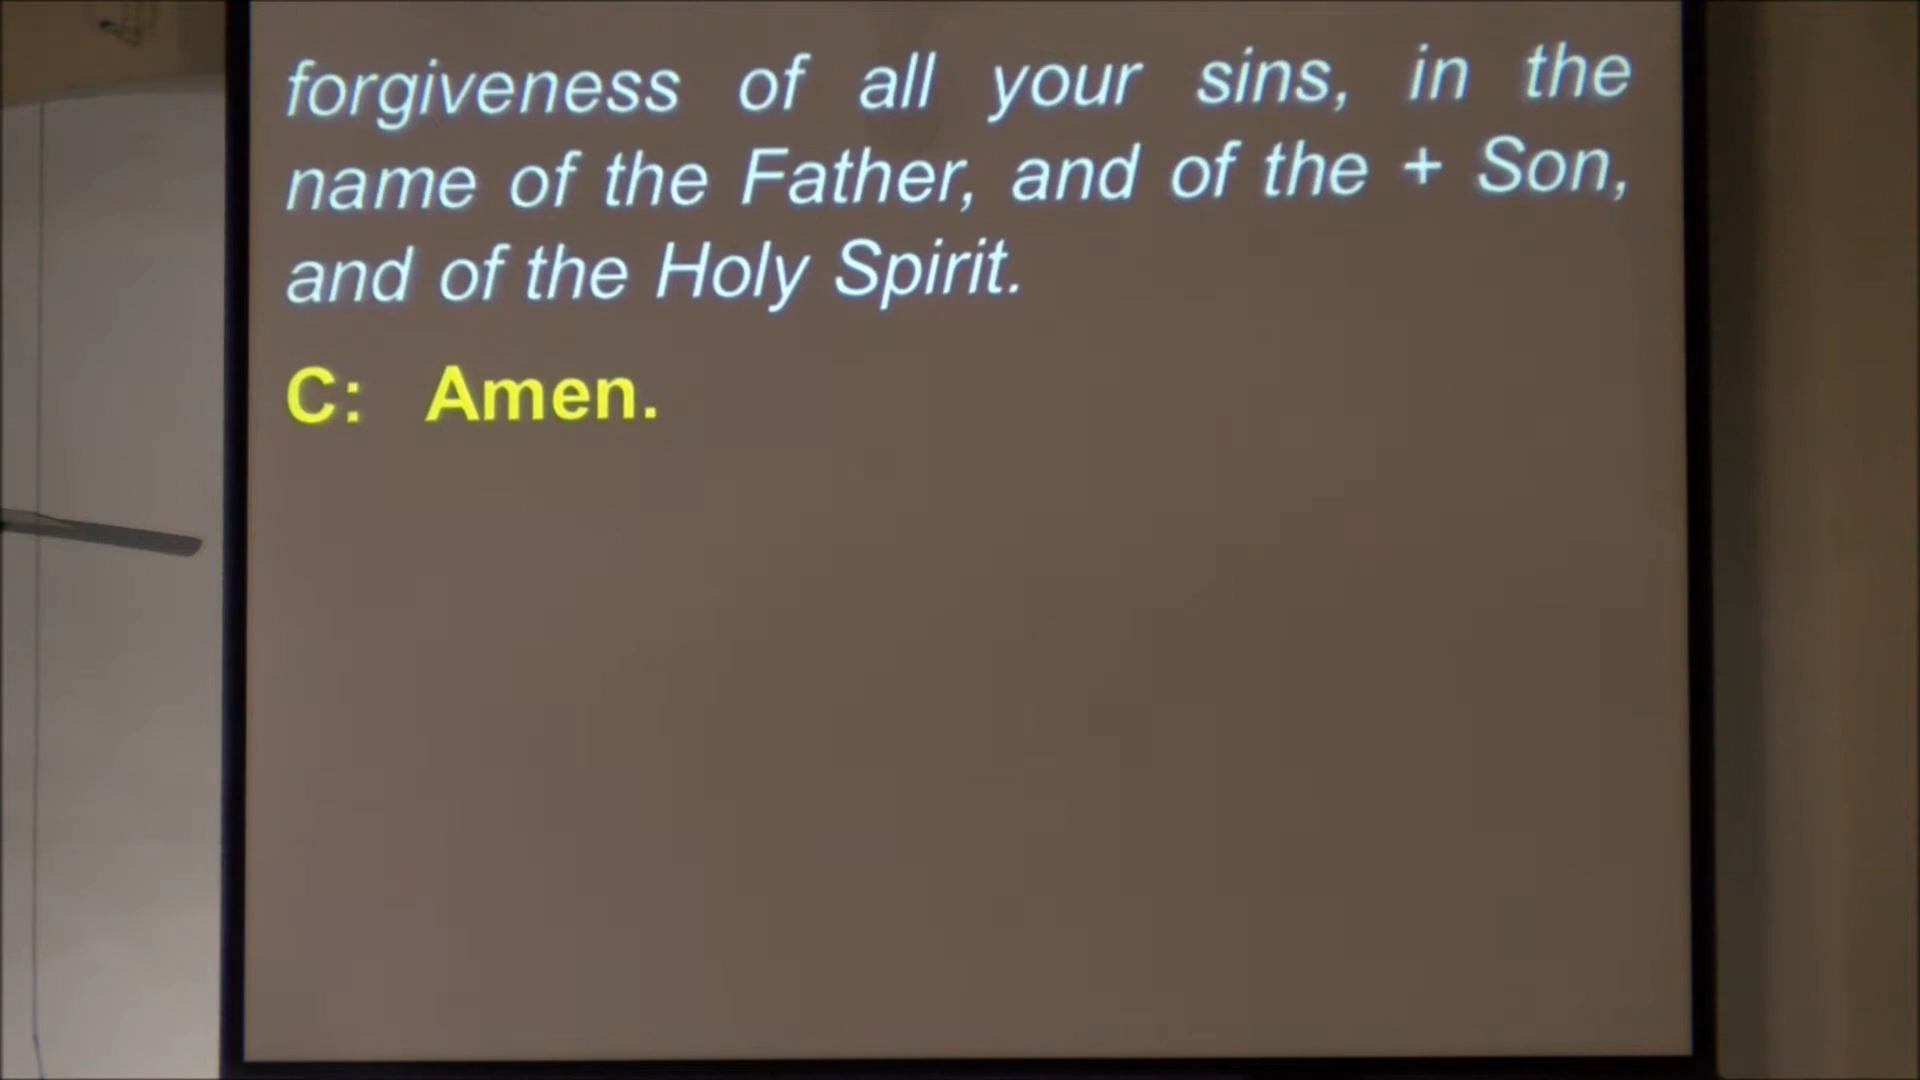 forgiveness of all your sins, in the
name of the Father, and of the + Son,
and of the Holy Spirit.
C: Amen.